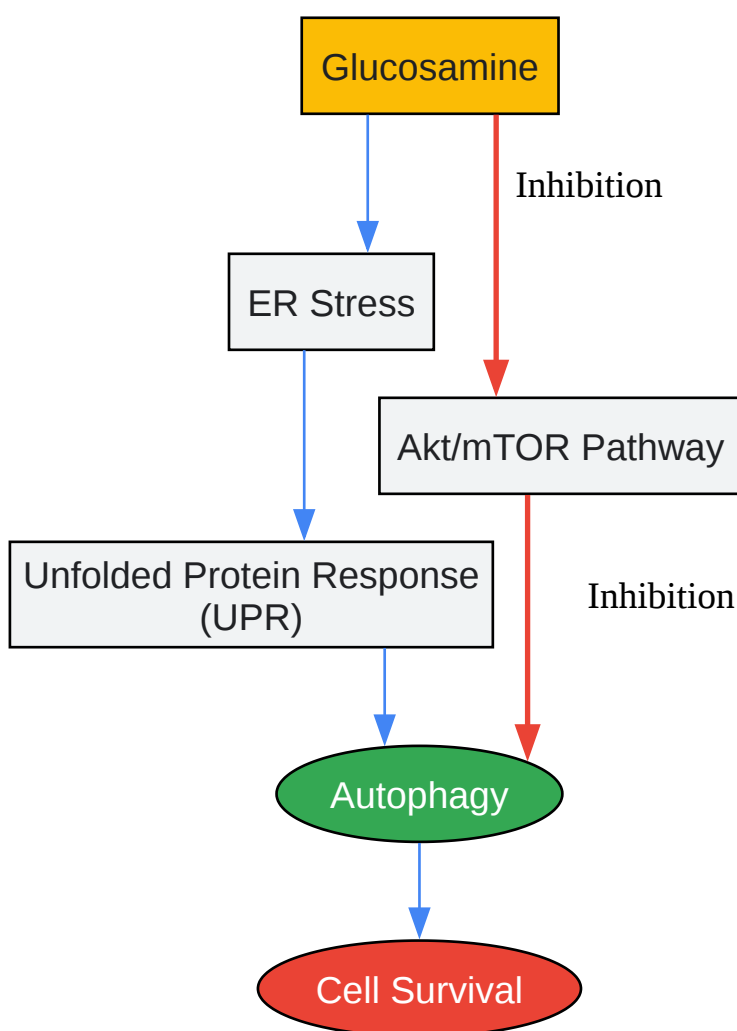 Glucosamine
Inhibition
ER Stress
Akt/mTOR Pathway
Unfolded Protein Response
(UPR)
Inhibition
Autophagy
Cell Survival